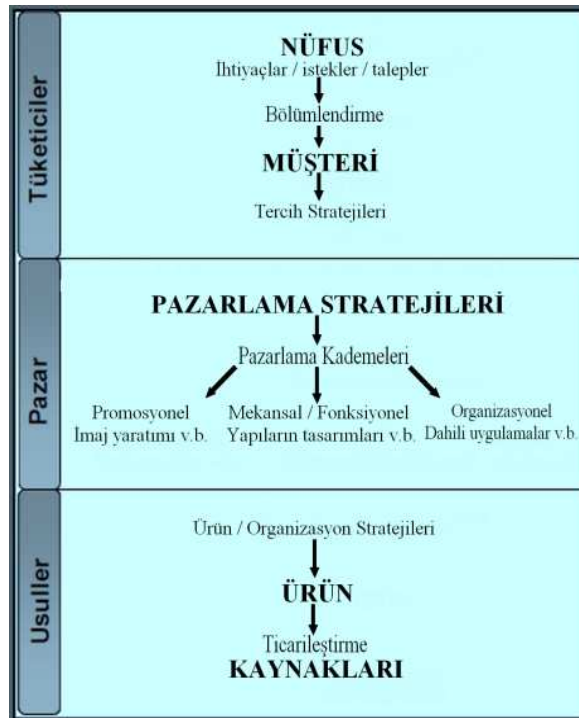 Tüketiciler
NÜFUS
İhtiyaçlar / istekler / talepler
Bölümlendirme
MÜŞTERİ
Tercih Stratejileri
Pazar
PAZARLAMA STRATEJİLERİ
Pazarlama Kademeleri
Promosyonel
İmaj yaratımı v.b.
Mekansal / Fonksiyonel
Yapıların tasarımları v.b.
Organizasyonel
Dahili uygulamalar v.b.
Usuller
Ürün / Organizasyon Stratejileri
ÜRÜN
Ticarileştirme
KAYNAKLARI